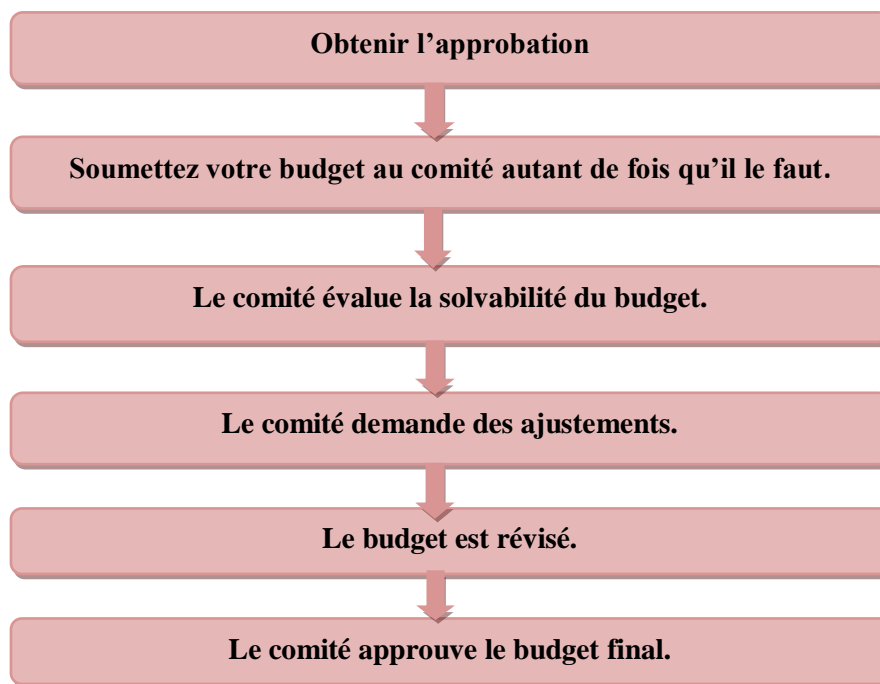 Obtenir l’approbation
Soumettez votre budget au comité autant de fois qu’il le faut.
Le comité évalue la solvabilité du budget.
Le comité demande des ajustements.
Le budget est révisé.
Le comité approuve le budget final.